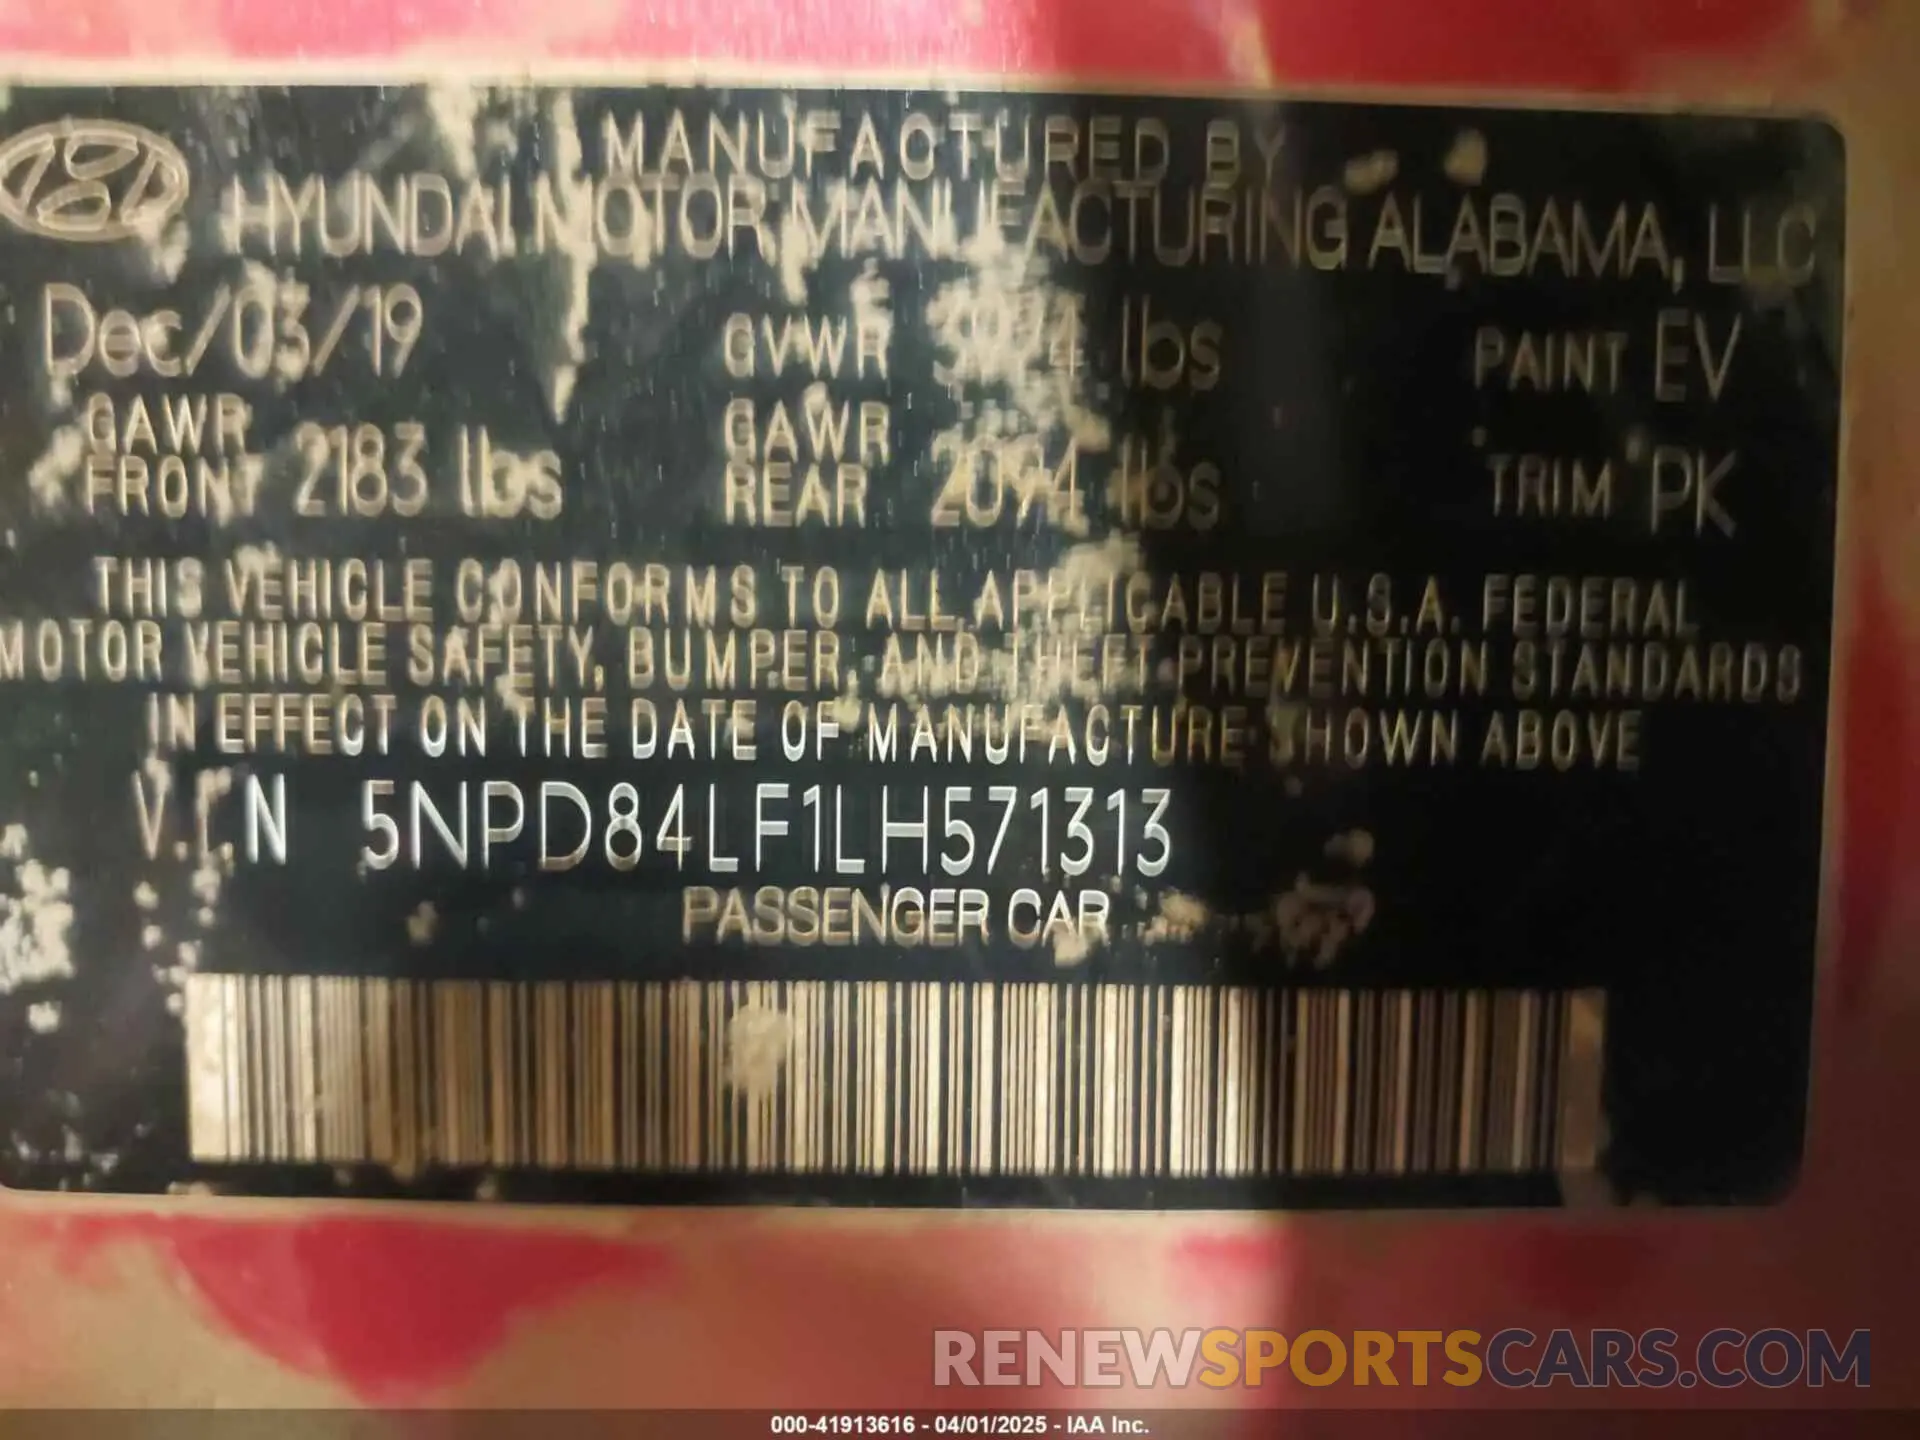 MANUFACTURED BY
HYUNDAI MOTOR MANUFACTURING ALABAMA, LLC
Dec/03/19 GVWR lbs PAINT EV
GAWR FRONT 2183 lbs GAWR REAR 2094 lbs TRIM PK
THIS VEHICLE CONFORMS TO ALL APPLICABLE U.S.A. FEDERAL
MOTOR VEHICLE SAFETY, BUMPER, AND THEFT PREVENTION STANDARDS
IN EFFECT ON THE DATE OF MANUFACTURE SHOWN ABOVE
V.I.N 5NPD84LF1LH571313
PASSENGER CAR
RENEWSPORTSCARS.COM
000-41913616 - 04/01/2025 - IAA Inc.